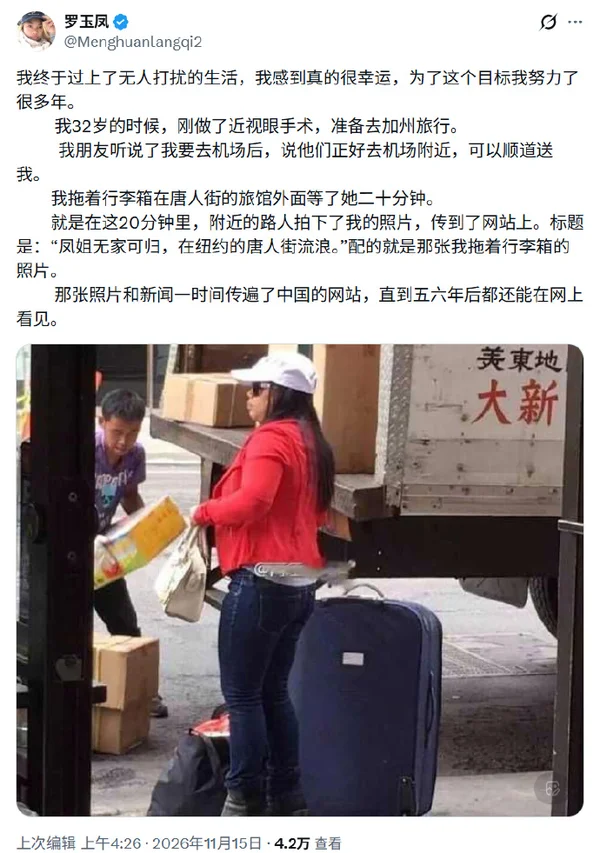 罗玉凤
@Menghuanlangqi2
我终于过上了无人打扰的生活，我感到真的很幸运，为了这个目标我努力了
很多年。
我32岁的时候，刚做了近视眼手术，准备去加州旅行。
我朋友听说了我要去机场后，说他们正好去机场附近，可以顺道送
我。
我拖着行李箱在唐人街的旅馆外面等了她二十分钟。
就是在这20分钟里，附近的路人拍下了我的照片，传到了网站上。标题
是：“凤姐无家可归，在纽约的唐人街流浪。”配的就是那张我拖着行李箱的
照片。
那张照片和新闻一时间传遍了中国的网站，直到五六年后都还能在网上
看见。
美東地
大新
上次编辑 上午4:26 · 2026年11月15日 · 4.2万 查看